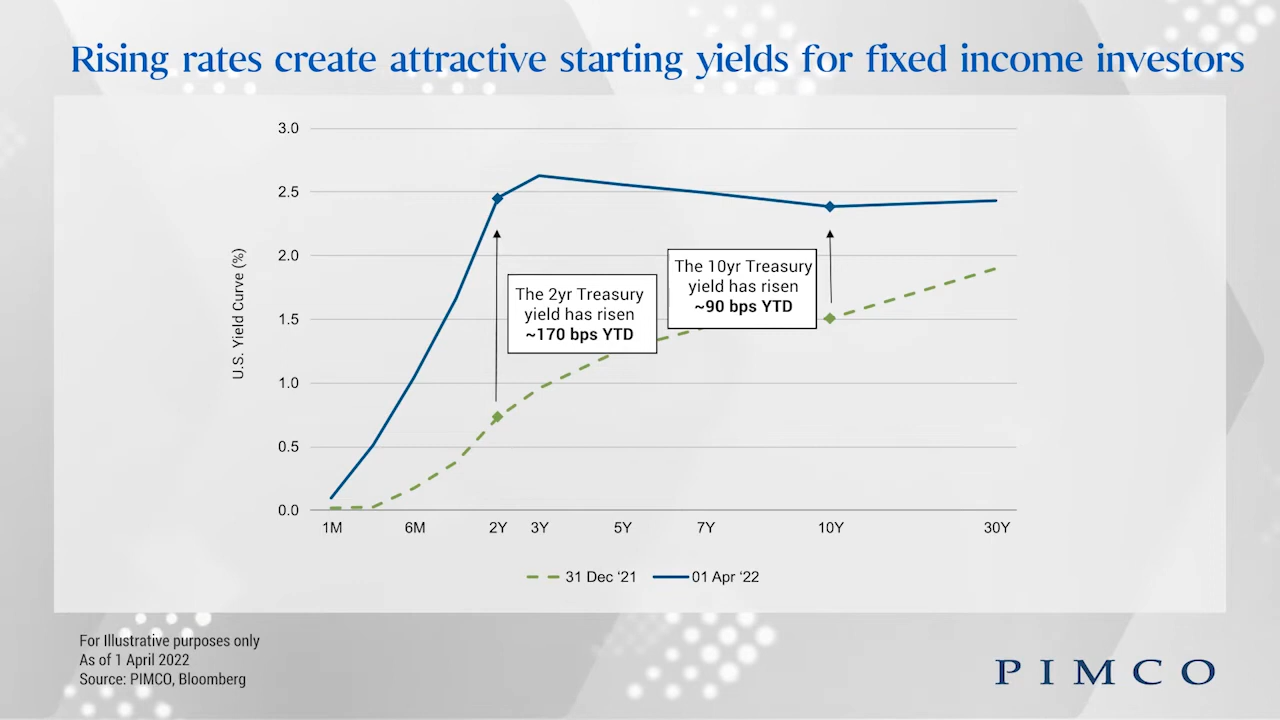 Rising rates create attractive starting yields for fixed income investors
3.0
2.5
2.0
1.5
1.0
0.5
0.0
U.S. Yield Curve (%)
The 2yr Treasury
yield has risen
~170 bps YTD
The 10yr Treasury
yield has risen
~90 bps YTD
1M 6M 2Y 3Y 5Y 7Y 10Y 30Y
31 Dec ‘21 01 Apr ‘22
For Illustrative purposes only
As of 1 April 2022
Source: PIMCO, Bloomberg
PIMCO